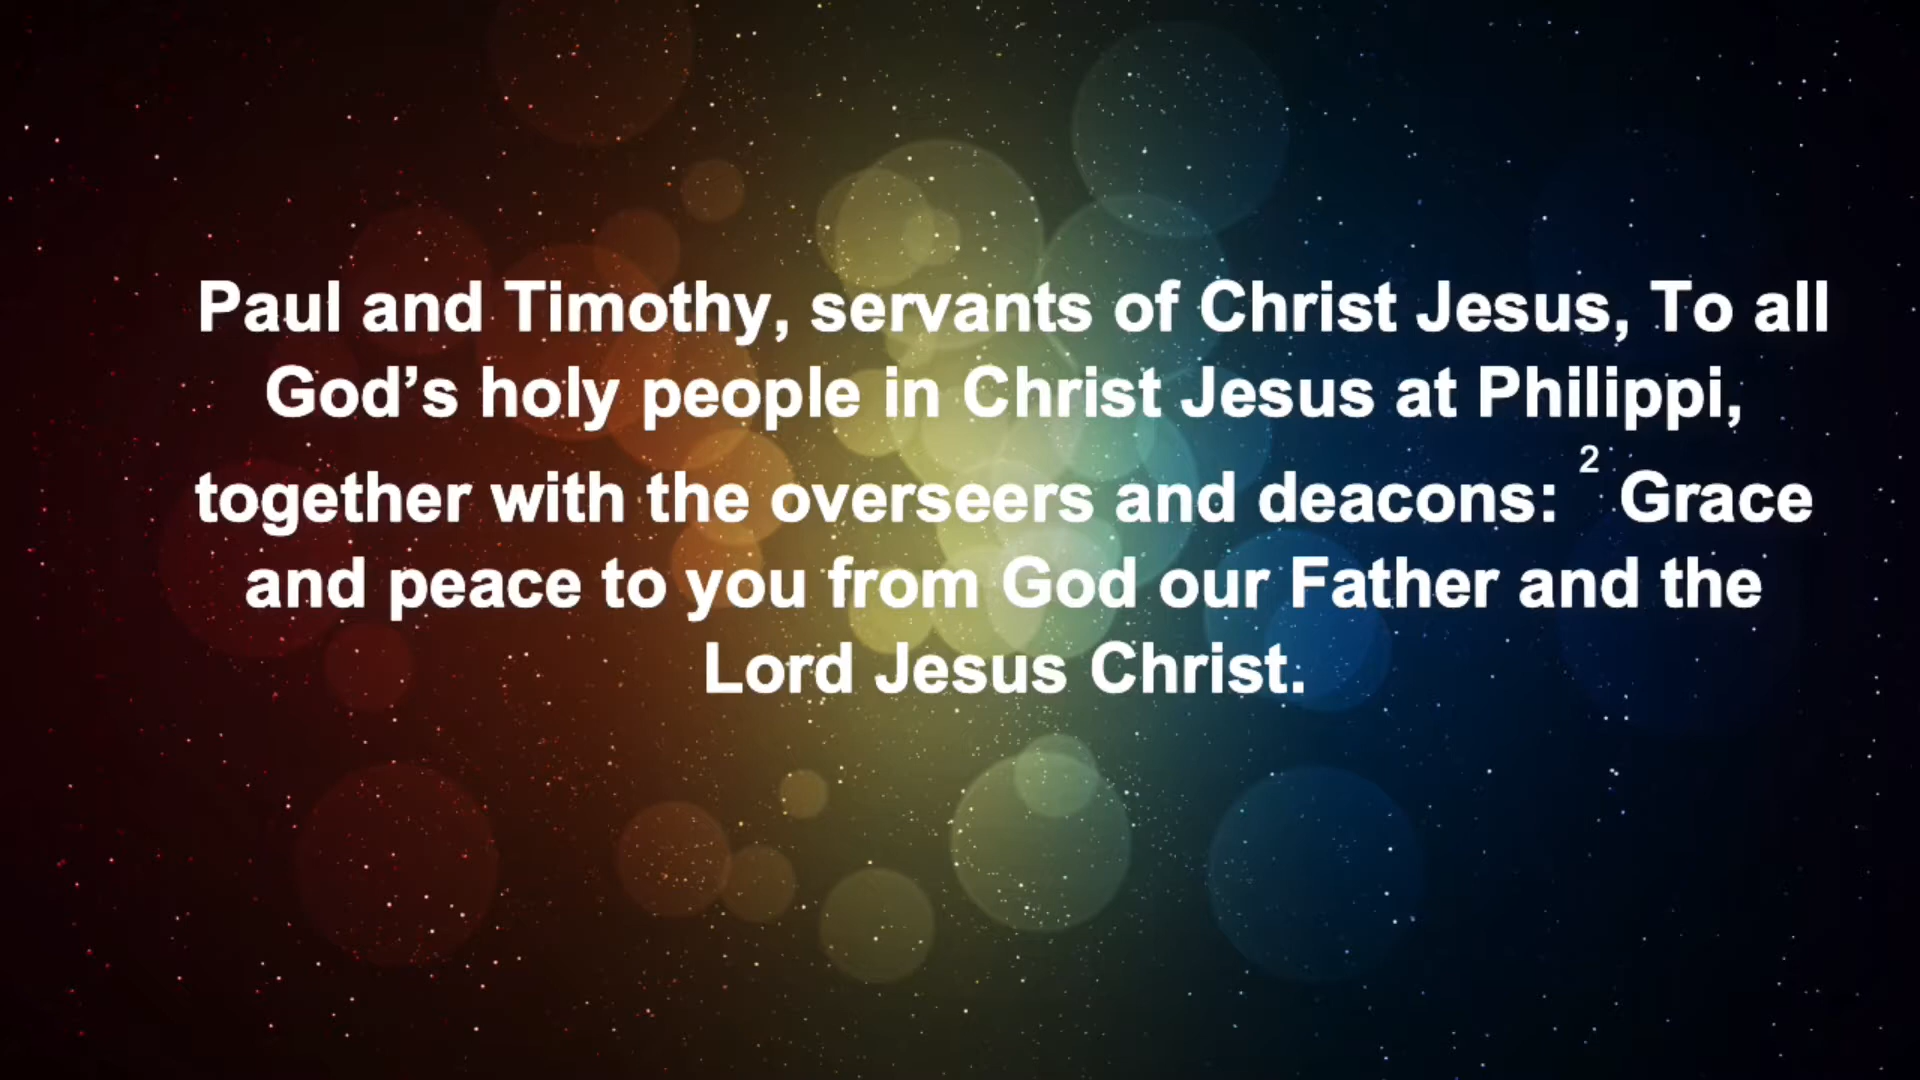 Paul and Timothy, servants of Christ Jesus, To all
God’s holy people in Christ Jesus at Philippi,
together with the overseers and deacons: ² Grace
and peace to you from God our Father and the
Lord Jesus Christ.